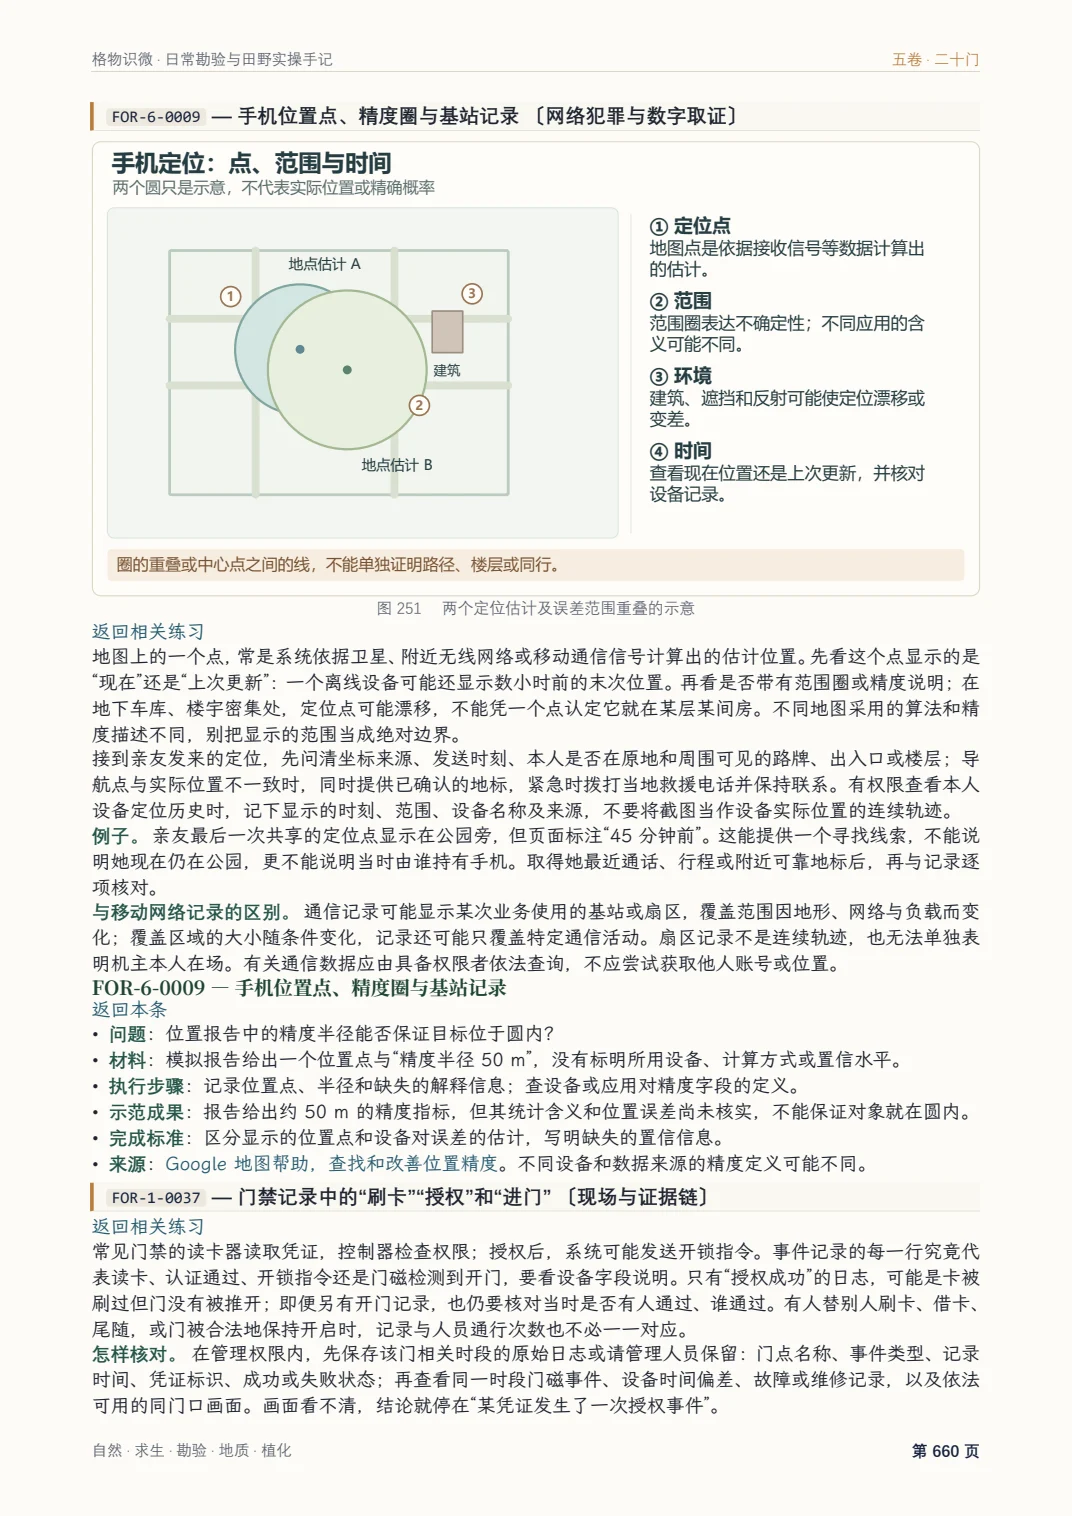 格物识微 · 日常勘验与田野实操手记
五卷 · 二十门
FOR-6-0009 — 手机位置点、精度圈与基站记录 〔网络犯罪与数字取证〕
手机定位：点、范围与时间
两个圆只是示意，不代表实际位置或精确概率
地点估计 A
①
③
建筑
②
地点估计 B
① 定位点
地图点是依据接收信号等数据计算出
的估计。
② 范围
范围圈表达不确定性；不同应用的含
义可能不同。
③ 环境
建筑、遮挡和反射可能使定位漂移或
变差。
④ 时间
查看现在位置还是上次更新，并核对
设备记录。
圈的重叠或中心点之间的线，不能单独证明路径、楼层或同行。
图 251 两个定位估计及误差范围重叠的示意
返回相关练习
地图上的一个点，常是系统依据卫星、附近无线网络或移动通信信号计算出的估计位置。先看这个点显示的是
“现在”还是“上次更新”：一个离线设备可能还显示数小时前的末次位置。再看是否带有范围圈或精度说明；在
地下车库、楼宇密集处，定位点可能漂移，不能凭一个点认定它就在某层某间房。不同地图采用的算法和精
度描述不同，别把显示的范围当成绝对边界。
接到亲友发来的定位，先问清坐标来源、发送时刻、本人是否在原地和周围可见的路牌、出入口或楼层；导
航点与实际位置不一致时，同时提供已确认的地标，紧急时拨打当地救援电话并保持联系。有权限查看本人
设备定位历史时，记下显示的时刻、范围、设备名称及来源，不要将截图当作设备实际位置的连续轨迹。
例子。 亲友最后一次共享的定位点显示在公园旁，但页面标注“45 分钟前”。这能提供一个寻找线索，不能说
明她现在仍在公园，更不能说明当时由谁持有手机。取得她最近通话、行程或附近可靠地标后，再与记录逐
项核对。
与移动网络记录的区别。 通信记录可能显示某次业务使用的基站或扇区，覆盖范围因地形、网络与负载而变
化；覆盖区域的大小随条件变化，记录还可能只覆盖特定通信活动。扇区记录不是连续轨迹，也无法单独表
明机主本人在场。有关通信数据应由具备权限者依法查询，不应尝试获取他人账号或位置。
FOR-6-0009 — 手机位置点、精度圈与基站记录
返回本条
• 问题：位置报告中的精度半径能否保证目标位于圆内？
• 材料：模拟报告给出一个位置点与“精度半径 50 m”，没有标明所用设备、计算方式或置信水平。
• 执行步骤：记录位置点、半径和缺失的解释信息；查设备或应用对精度字段的定义。
• 示范成果：报告给出约 50 m 的精度指标，但其统计含义和位置误差尚未核实，不能保证对象就在圆内。
• 完成标准：区分显示的位置点和设备对误差的估计，写明缺失的置信信息。
• 来源：Google 地图帮助，查找和改善位置精度。不同设备和数据来源的精度定义可能不同。
FOR-1-0037 — 门禁记录中的“刷卡”“授权”和“进门” 〔现场与证据链〕
返回相关练习
常见门禁的读卡器读取凭证，控制器检查权限；授权后，系统可能发送开锁指令。事件记录的每一行究竟代
表读卡、认证通过、开锁指令还是门磁检测到开门，要看设备字段说明。只有“授权成功”的日志，可能是卡被
刷过但门没有被推开；即便另有开门记录，也仍要核对当时是否有人通过、谁通过。有人替别人刷卡、借卡、
尾随，或门被合法地保持开启时，记录与人员通行次数也不必一一对应。
怎样核对。 在管理权限内，先保存该门相关时段的原始日志或请管理人员保留：门点名称、事件类型、记录
时间、凭证标识、成功或失败状态；再查看同一时段门磁事件、设备时间偏差、故障或维修记录，以及依法
可用的同门口画面。画面看不清，结论就停在“某凭证发生了一次授权事件”。
自然 · 求生 · 勘验 · 地质 · 植化
第 660 页